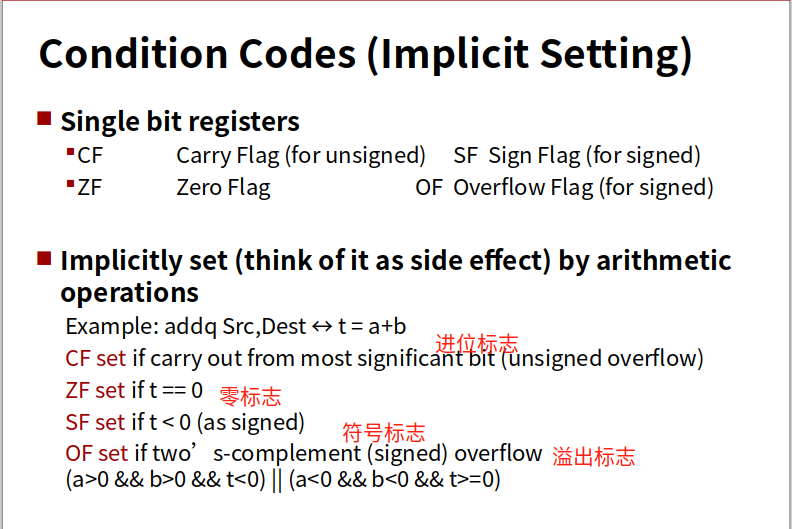 Condition Codes (Implicit Setting)
Single bit registers
CF Carry Flag (for unsigned) SF Sign Flag (for signed)
ZF Zero Flag OF Overflow Flag (for signed)
Implicitly set (think of it as side effect) by arithmetic
operations
Example: addq Src,Dest ↔ t = a+b
进位标志
CF set if carry out from most significant bit (unsigned overflow)
ZF set if t == 0 零标志
SF set if t < 0 (as signed) 符号标志
OF set if two’s-complement (signed) overflow 溢出标志
(a>0 && b>0 && t<0) || (a<0 && b<0 && t>=0)